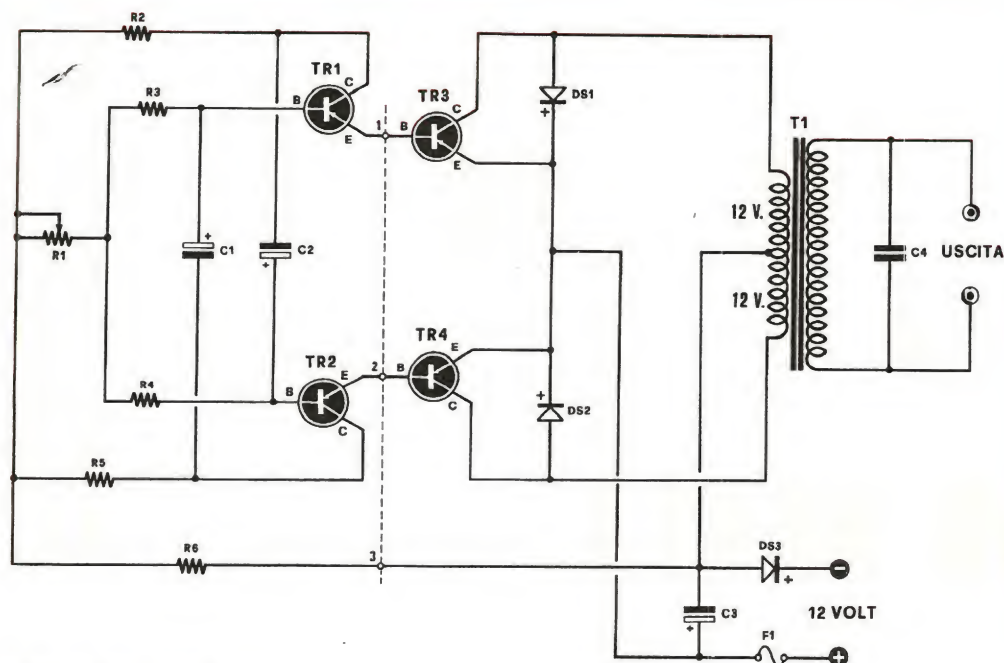 R2
TR1
C
B
E
R3
TR3
1
B
C
E
DS1
+
T1
12 V.
12 V.
R1
+
C1
C2
+
C4
USCITA
TR2
B
E
C
R4
TR4
2
B
E
C
+
DS2
R5
R6
3
DS3
+
−
C3
+
12 VOLT
F1
+